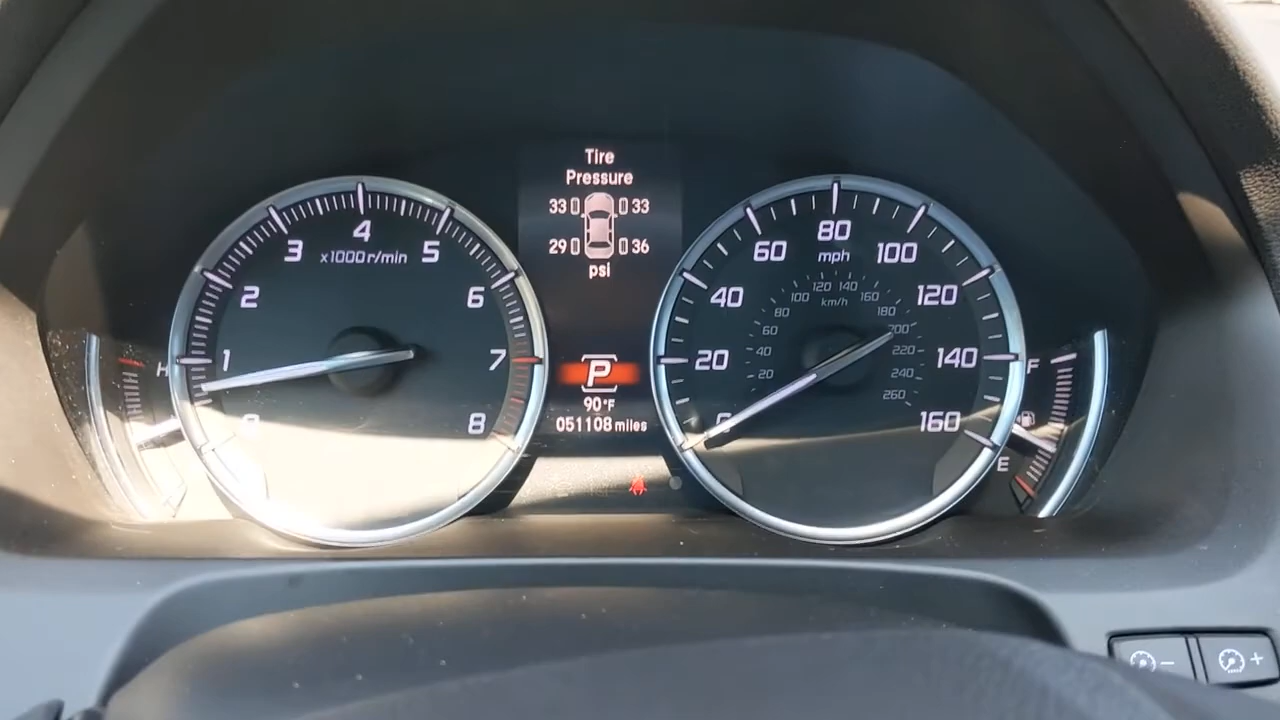 Tire
Pressure
33 33
29 36
psi
P
90°F
051108 miles
1
2
3
4
5
6
7
8
x1000 r/min
H
20
40
60
80
100
120
140
160
mph
20
40
60
80
100
120
140
160
180
200
220
240
260
km/h
F
E
−
+